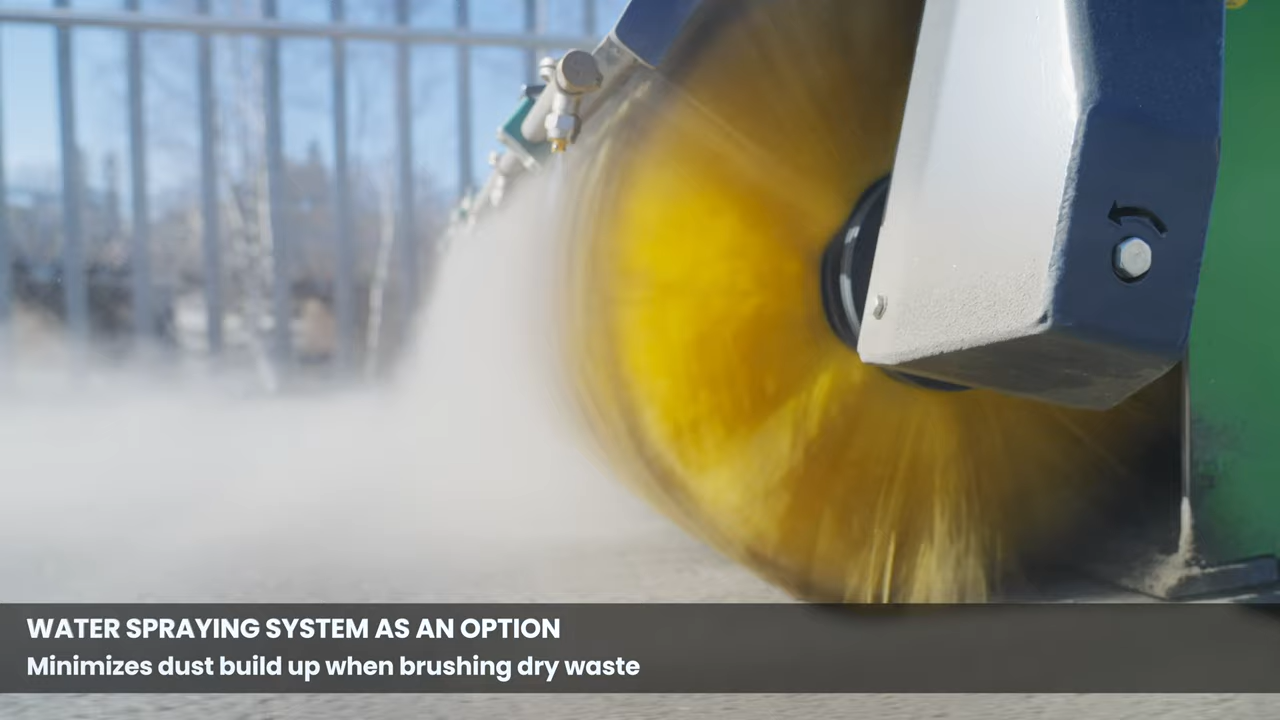 WATER SPRAYING SYSTEM AS AN OPTION
Minimizes dust build up when brushing dry waste